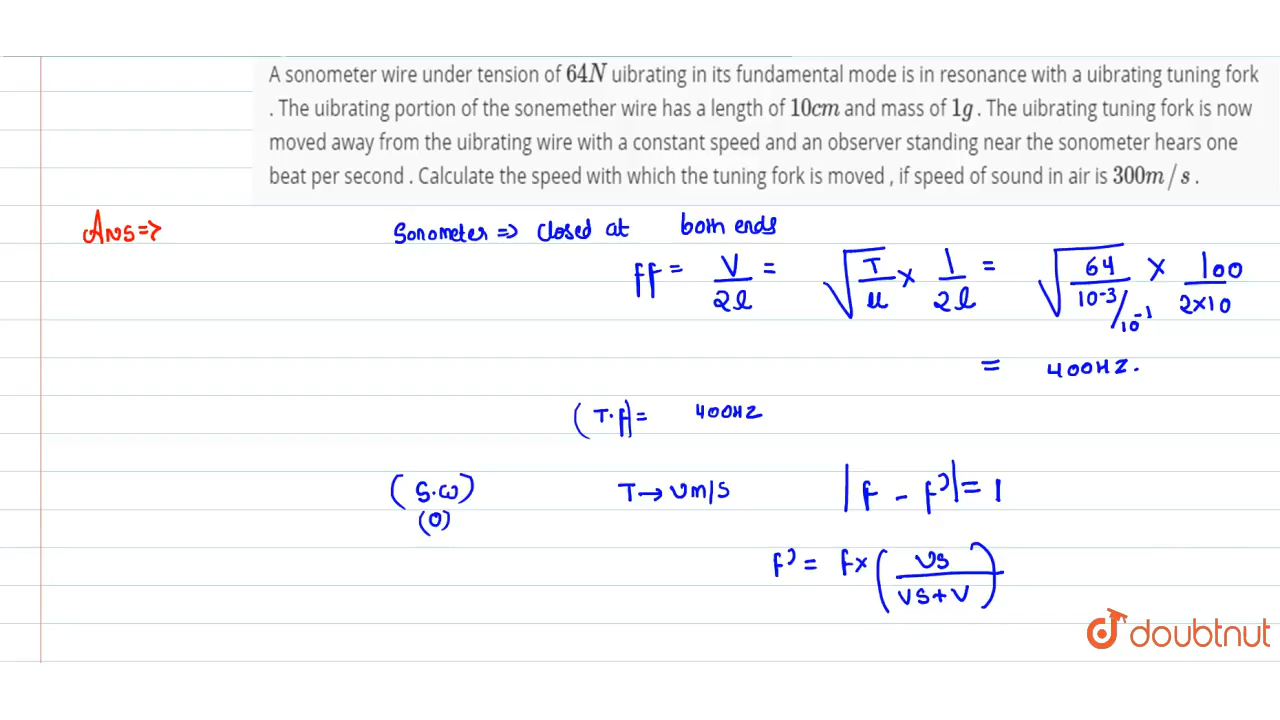 A sonometer wire under tension of 64N uibrating in its fundamental mode is in resonance with a uibrating tuning fork
. The uibrating portion of the sonemether wire has a length of 10cm and mass of 1g . The uibrating tuning fork is now
moved away from the uibrating wire with a constant speed and an observer standing near the sonometer hears one
beat per second . Calculate the speed with which the tuning fork is moved , if speed of sound in air is 300m/s .
Ans=> Sonometer => closed at both ends
ff = V/2l = √(T/u) × 1/2l = √(64/10⁻³/10⁻¹) × 100/2×10
= 400HZ.
(T.f) = 400HZ
(S.W) T→vm/s |f - f'| = 1
(O)
f' = f× (vs/vs+v)
doubtnut